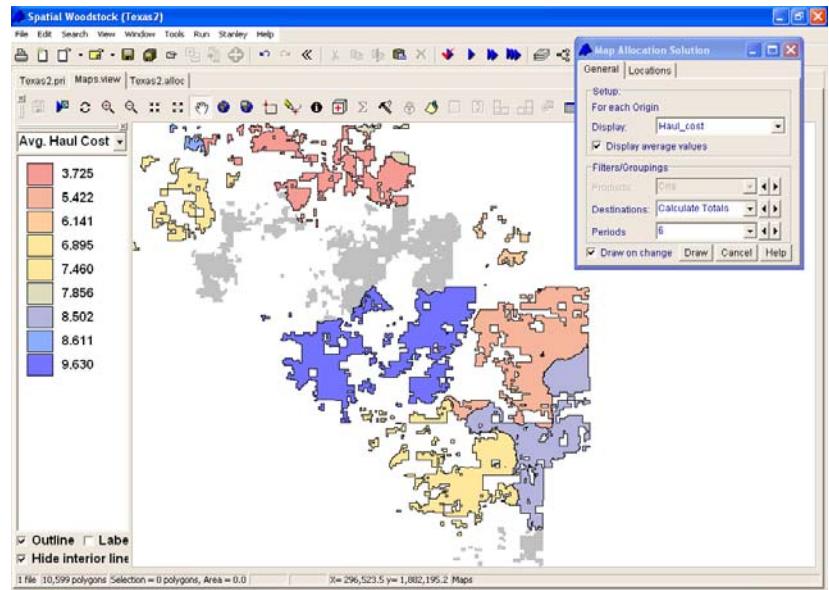 Spatial Woodstock (Texas2)
File Edit Search View Window Tools Run Stanley Help
Texas2.pri Maps.view Texas2.alloc
Avg. Haul Cost
3.725
5.422
6.141
6.895
7.460
7.856
8.502
8.611
9.630
Outline Labe
Hide interior line
Map Allocation Solution
General Locations
Setup:
For each Origin
Display: Haul_cost
Display average values
Filters/Groupings
Products: Cns
Destinations: Calculate Totals
Periods 6
Draw on change Draw Cancel Help
1 file 10,599 polygons Selection = 0 polygons, Area = 0.0 X= 296,523.5 y= 1,882,195.2 Maps